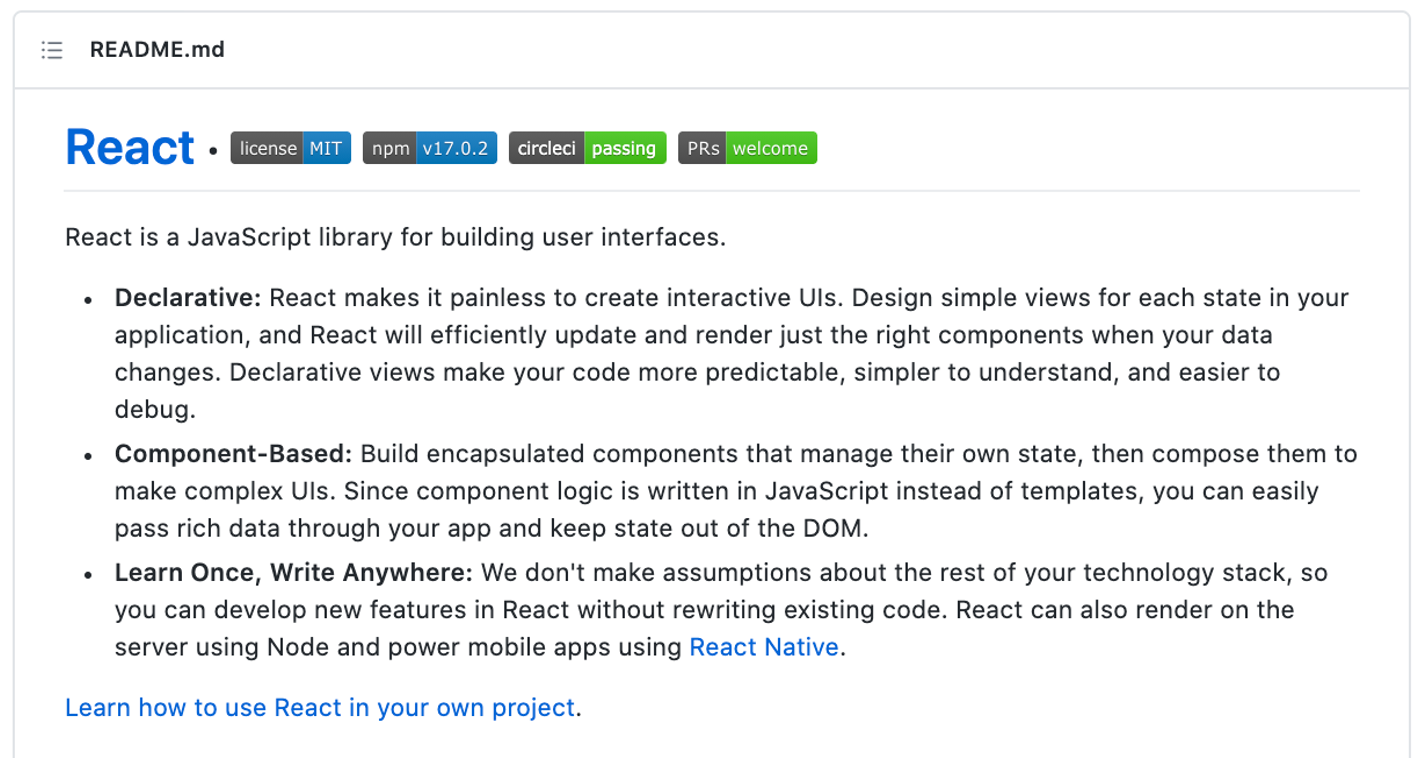 README.md
React • license MIT npm v17.0.2 circleci passing PRs welcome
React is a JavaScript library for building user interfaces.
• Declarative: React makes it painless to create interactive UIs. Design simple views for each state in your
application, and React will efficiently update and render just the right components when your data
changes. Declarative views make your code more predictable, simpler to understand, and easier to
debug.
• Component-Based: Build encapsulated components that manage their own state, then compose them to
make complex UIs. Since component logic is written in JavaScript instead of templates, you can easily
pass rich data through your app and keep state out of the DOM.
• Learn Once, Write Anywhere: We don't make assumptions about the rest of your technology stack, so
you can develop new features in React without rewriting existing code. React can also render on the
server using Node and power mobile apps using React Native.
Learn how to use React in your own project.